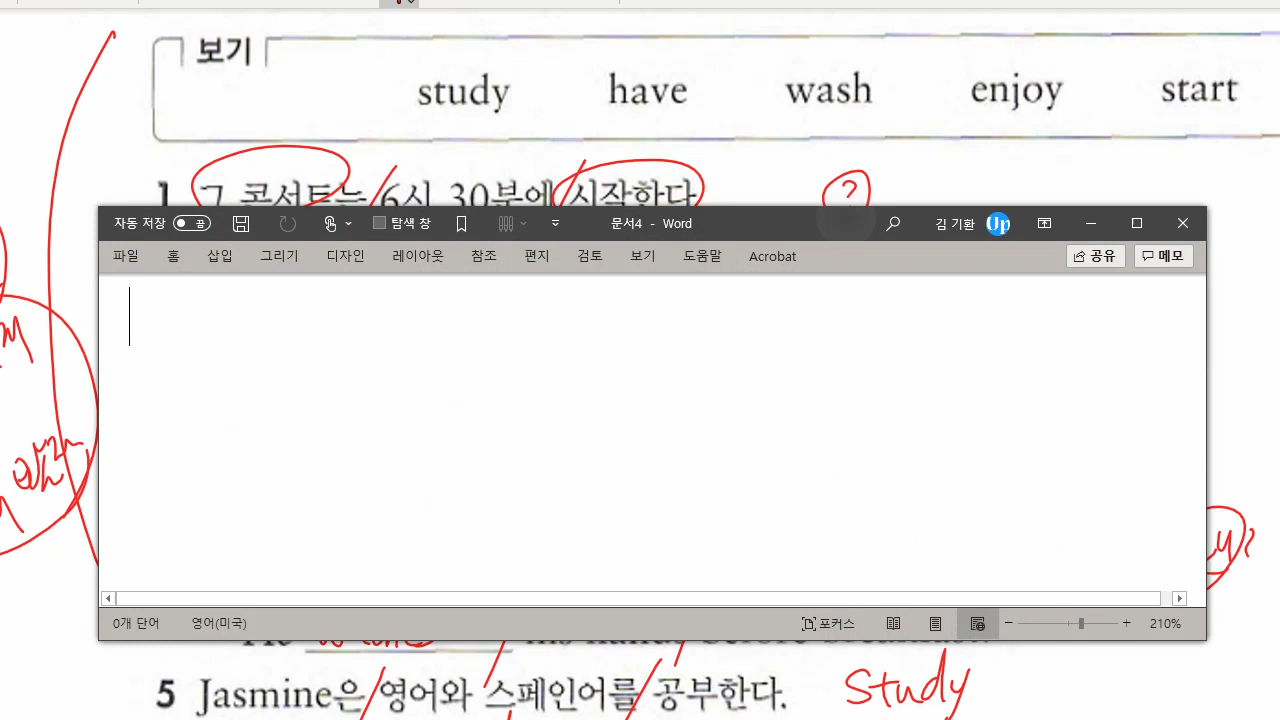 보기
study have wash enjoy start
1 그 콘서트는 6시 30분에 시작한다
?
자동 저장 끌 탐색 창 문서4 - Word 김 기환 Up
파일 홈 삽입 그리기 디자인 레이아웃 참조 편지 검토 보기 도움말 Acrobat 공유 메모
0개 단어 영어(미국) 포커스 210%
5 Jasmine은 영어와 스페인어를 공부한다. Study